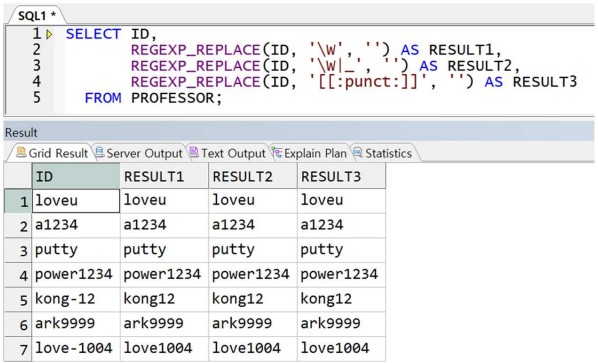 SQL1 *
1 SELECT ID,
2 REGEXP_REPLACE(ID, '\W', '') AS RESULT1,
3 REGEXP_REPLACE(ID, '\W|_', '') AS RESULT2,
4 REGEXP_REPLACE(ID, '[[:punct:]]', '') AS RESULT3
5 FROM PROFESSOR;
Result
Grid Result Server Output Text Output Explain Plan Statistics
ID RESULT1 RESULT2 RESULT3
1 loveu loveu loveu loveu
2 a1234 a1234 a1234 a1234
3 putty putty putty putty
4 power1234 power1234 power1234 power1234
5 kong-12 kong12 kong12 kong12
6 ark9999 ark9999 ark9999 ark9999
7 love-1004 love1004 love1004 love1004